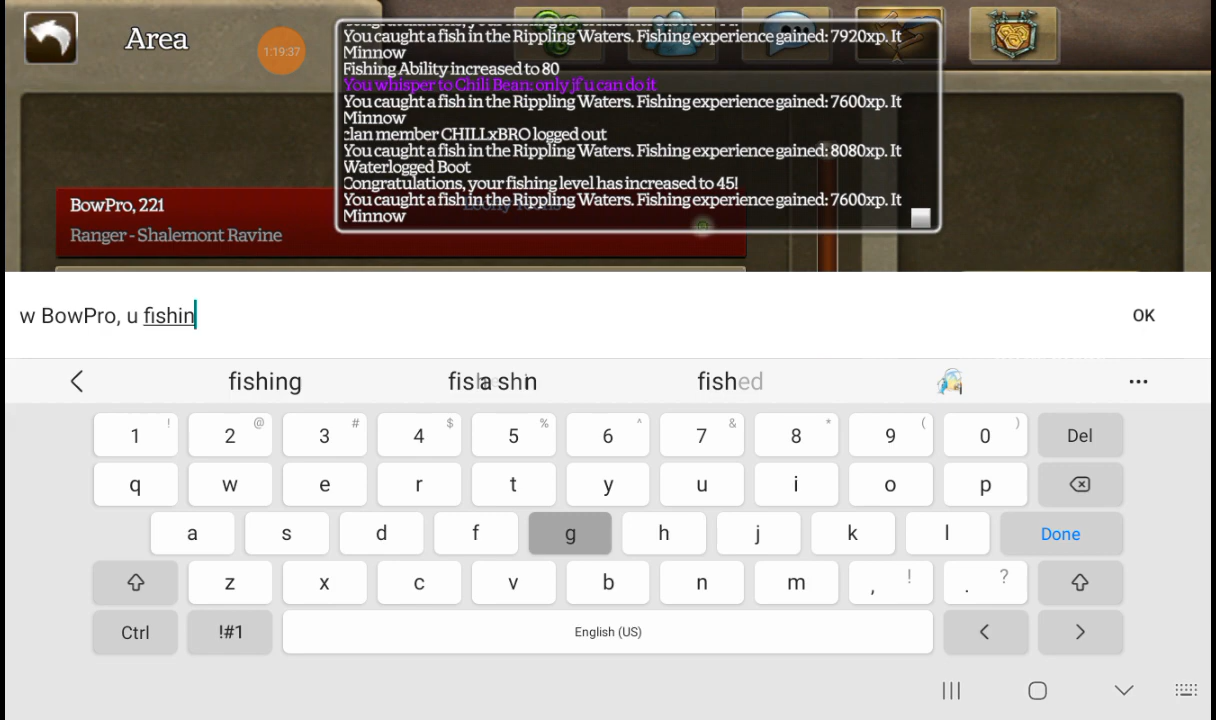 Area
1:19:37
You caught a fish in the Rippling Waters. Fishing experience gained: 7920xp. It
Minnow
Fishing Ability increased to 80
You whisper to Chili Bean: only jf u can do it
You caught a fish in the Rippling Waters. Fishing experience gained: 7600xp. It
Minnow
clan member CHILLxBRO logged out
You caught a fish in the Rippling Waters. Fishing experience gained: 8080xp. It
Waterlogged Boot
Congratulations, your fishing level has increased to 45!
You caught a fish in the Rippling Waters. Fishing experience gained: 7600xp. It
Minnow
BowPro, 221
Ranger - Shalemont Ravine
w BowPro, u fishin
OK
fishing fished
1 ! 2 @ 3 # 4 $ 5 % 6 ^ 7 & 8 * 9 ( 0 ) Del
q w e r t y u i o p
a s d f g h j k l Done
z x c v b n m , ! . ?
Ctrl !#1 English (US) < >